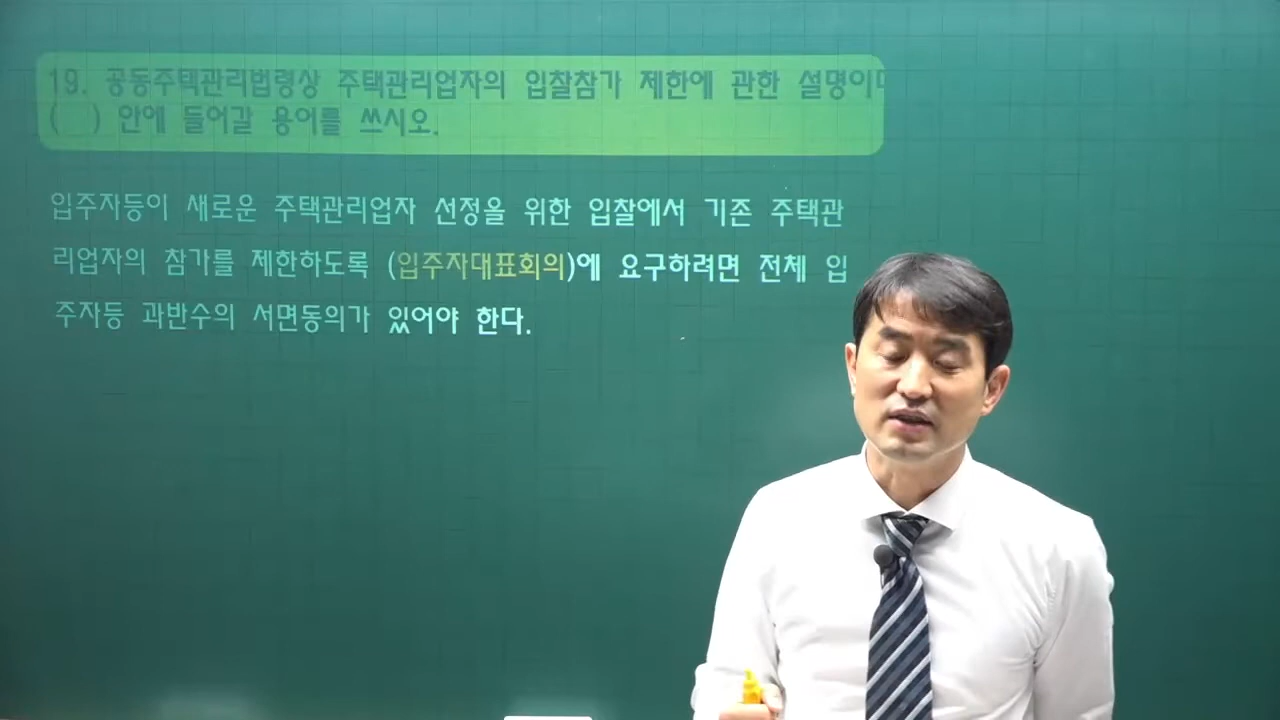 19. 공동주택관리법령상 주택관리업자의 입찰참가 제한에 관한 설명이다
( ) 안에 들어갈 용어를 쓰시오.
입주자등이 새로운 주택관리업자 선정을 위한 입찰에서 기존 주택관
리업자의 참가를 제한하도록 (입주자대표회의)에 요구하려면 전체 입
주자등 과반수의 서면동의가 있어야 한다.